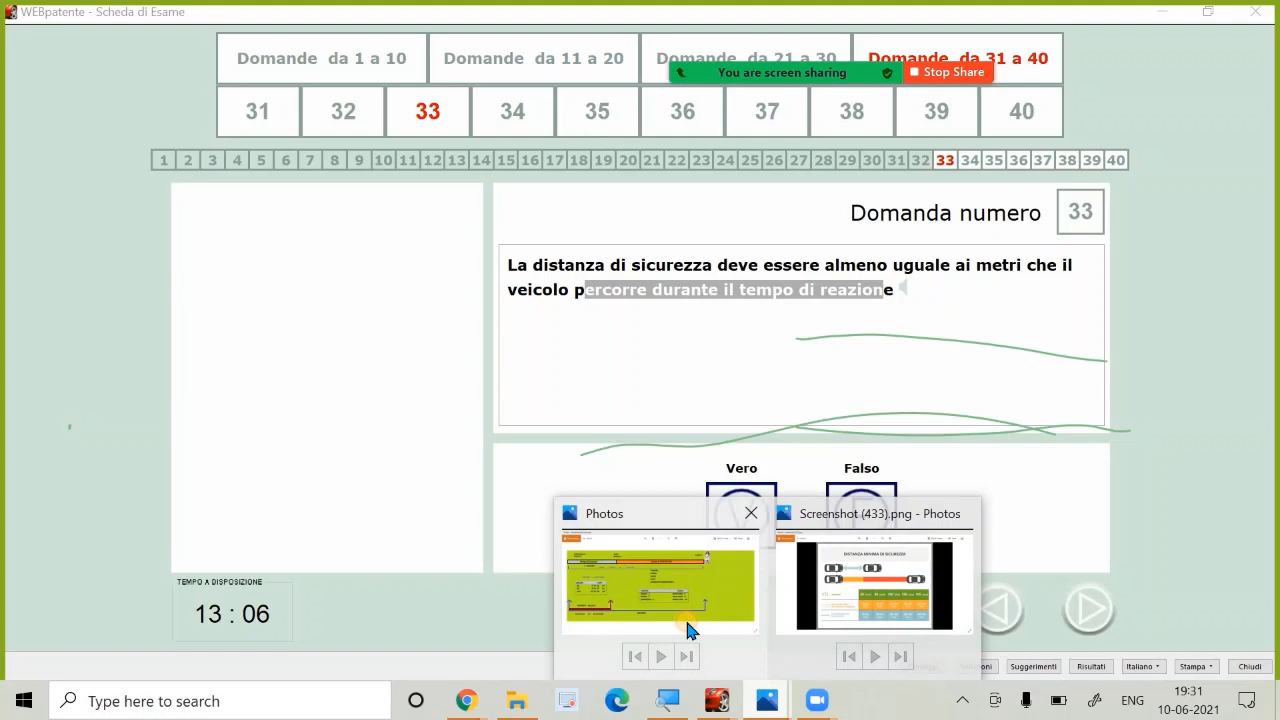 WEBpatente - Scheda di Esame
Domande da 1 a 10
Domande da 11 a 20
Domande da 21 a 30
Domande da 31 a 40
You are screen sharing
Stop Share
31 32 33 34 35 36 37 38 39 40
1 2 3 4 5 6 7 8 9 10 11 12 13 14 15 16 17 18 19 20 21 22 23 24 25 26 27 28 29 30 31 32 33 34 35 36 37 38 39 40
Domanda numero 33
La distanza di sicurezza deve essere almeno uguale ai metri che il
veicolo percorre durante il tempo di reazione
Vero
Falso
Photos
Screenshot (433).png - Photos
DISTANZA MINIMA DI SICUREZZA
TEMPO A DISPOSIZIONE
13 : 06
Suggerimenti
Risultati
Italiano
Stampa
Chiudi
Type here to search
ENG
19:31
10-06-2021